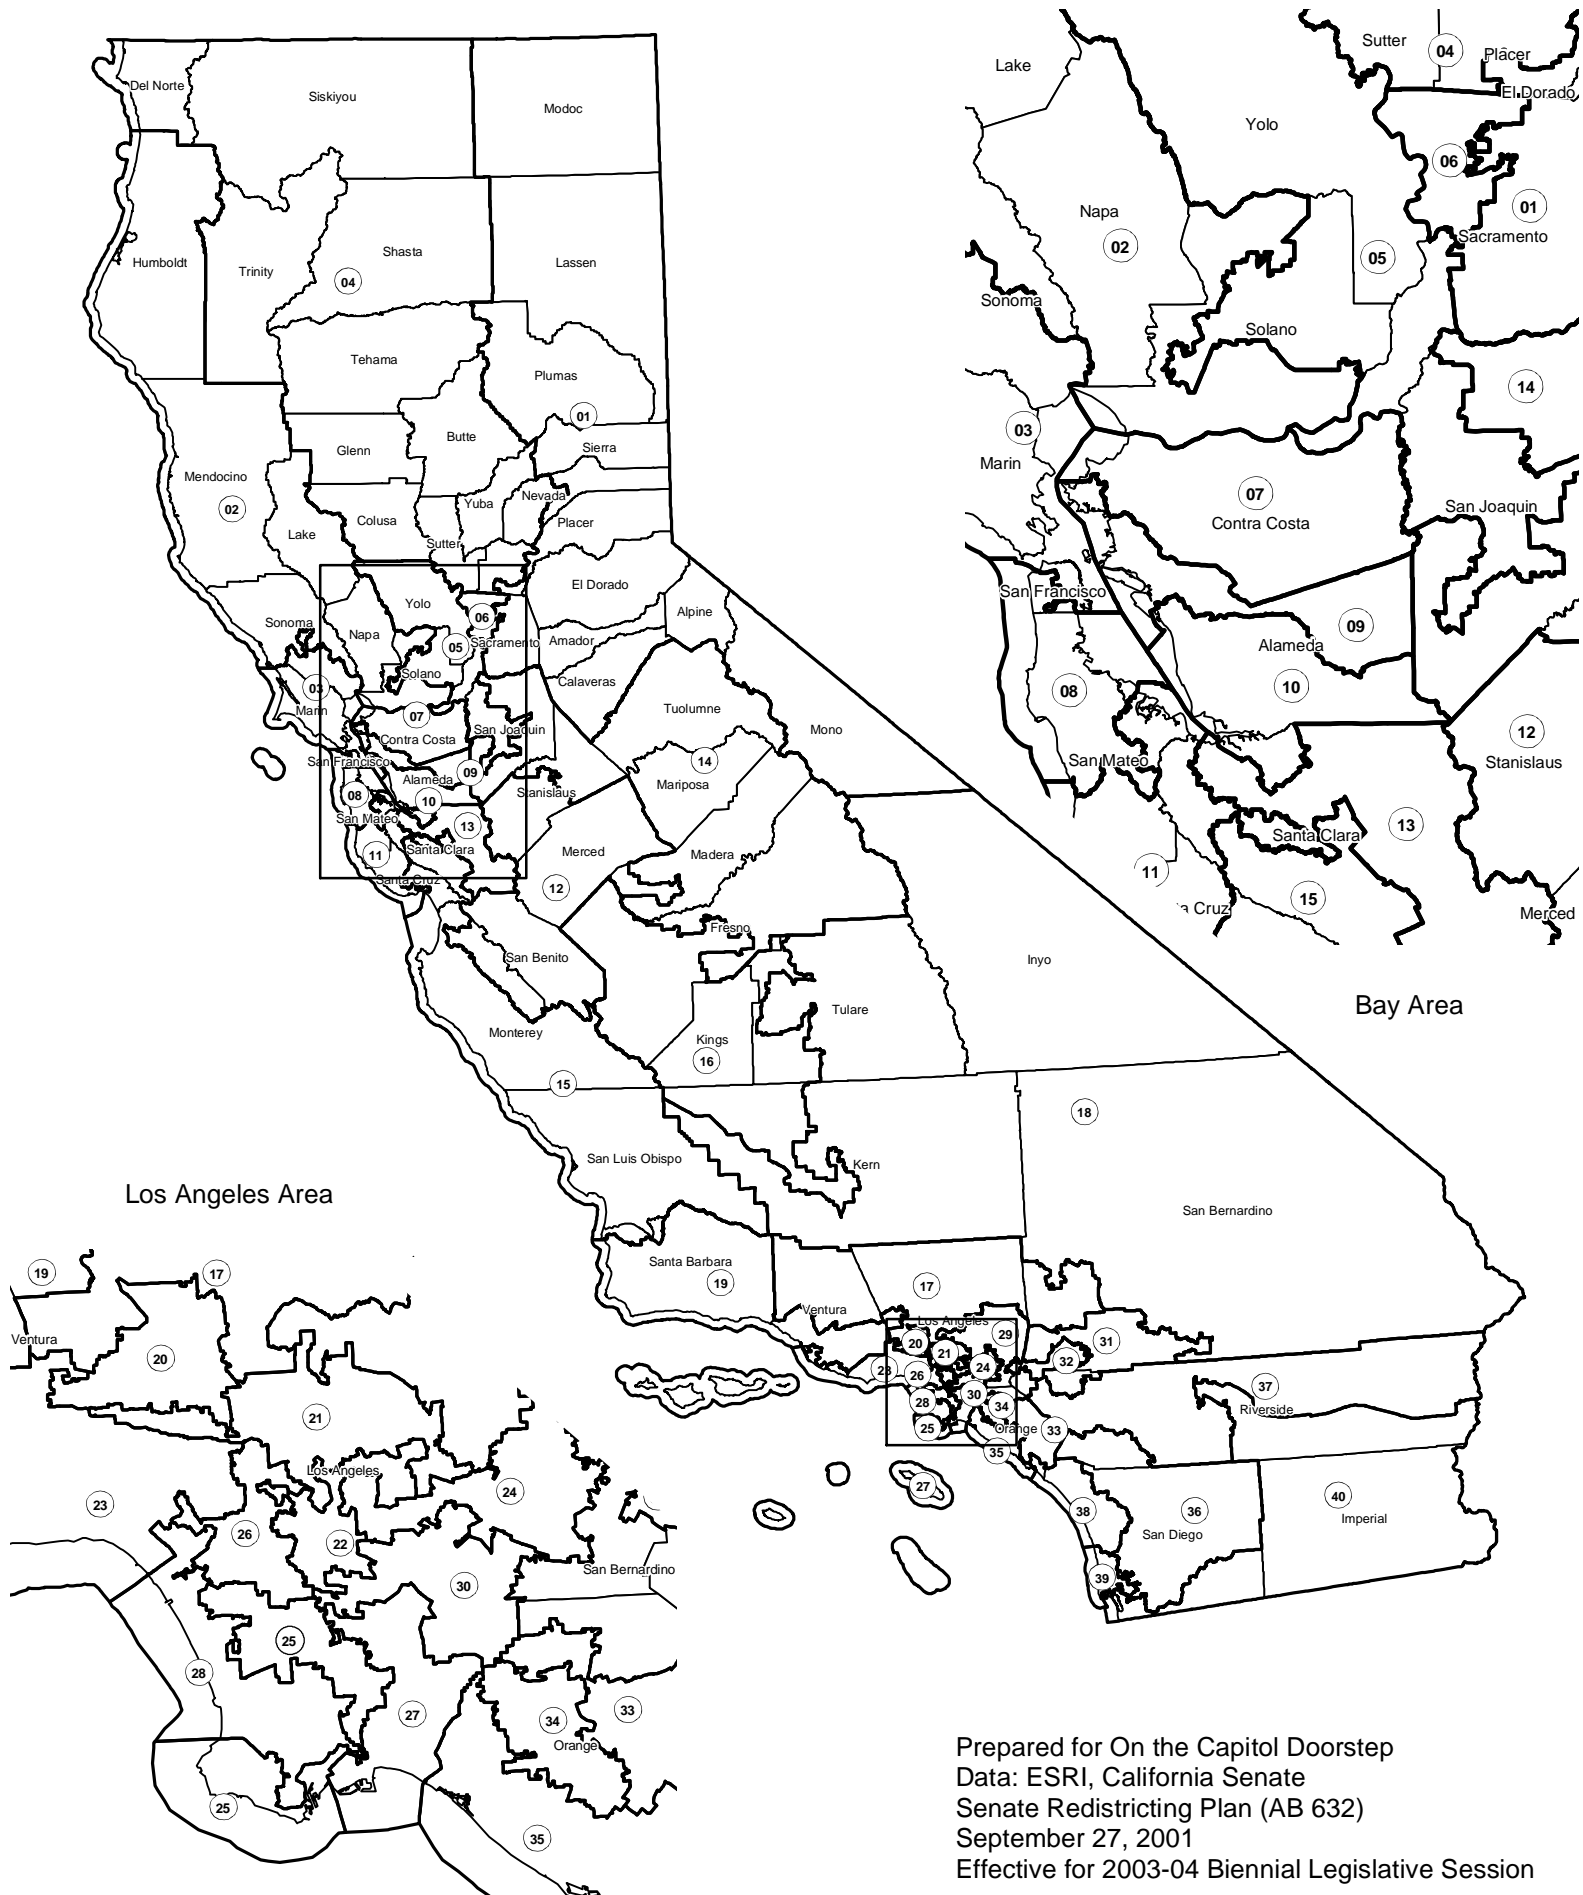 Del Norte
Siskiyou
Modoc
Humboldt
Trinity
Shasta
04
Lassen
Tehama
Plumas
01
Butte
Glenn
Sierra
Mendocino
02
Lake
Colusa
Yuba
Nevada
Placer
Sutter
El Dorado
Yolo
06
Sonoma
Napa
05
Sacramento
Amador
Alpine
Solano
Calaveras
03
Marin
07
Contra Costa
San Joaquin
Tuolumne
Mono
San Francisco
Alameda
09
14
Mariposa
08
10
Stanislaus
San Mateo
13
11
Santa Clara
Merced
Madera
Santa Cruz
12
Fresno
San Benito
Inyo
Monterey
Kings
16
Tulare
15
18
San Luis Obispo
Kern
San Bernardino
Santa Barbara
19
17
Ventura
Los Angeles
20
21
29
31
23
26
24
32
28
30
34
37
Riverside
25
Orange
33
35
27
38
36
San Diego
40
Imperial
39
Lake
Sutter
04
Placer
El Dorado
Yolo
06
Napa
02
01
Sacramento
05
Sonoma
Solano
14
03
Marin
07
Contra Costa
San Joaquin
San Francisco
09
Alameda
08
10
12
Stanislaus
San Mateo
13
Santa Clara
11
15
a Cruz
Merced
Bay Area
Los Angeles Area
19
17
Ventura
20
21
Los Angeles
23
24
26
22
San Bernardino
30
25
28
27
34
33
Orange
25
35
Prepared for On the Capitol Doorstep
Data: ESRI, California Senate
Senate Redistricting Plan (AB 632)
September 27, 2001
Effective for 2003-04 Biennial Legislative Session